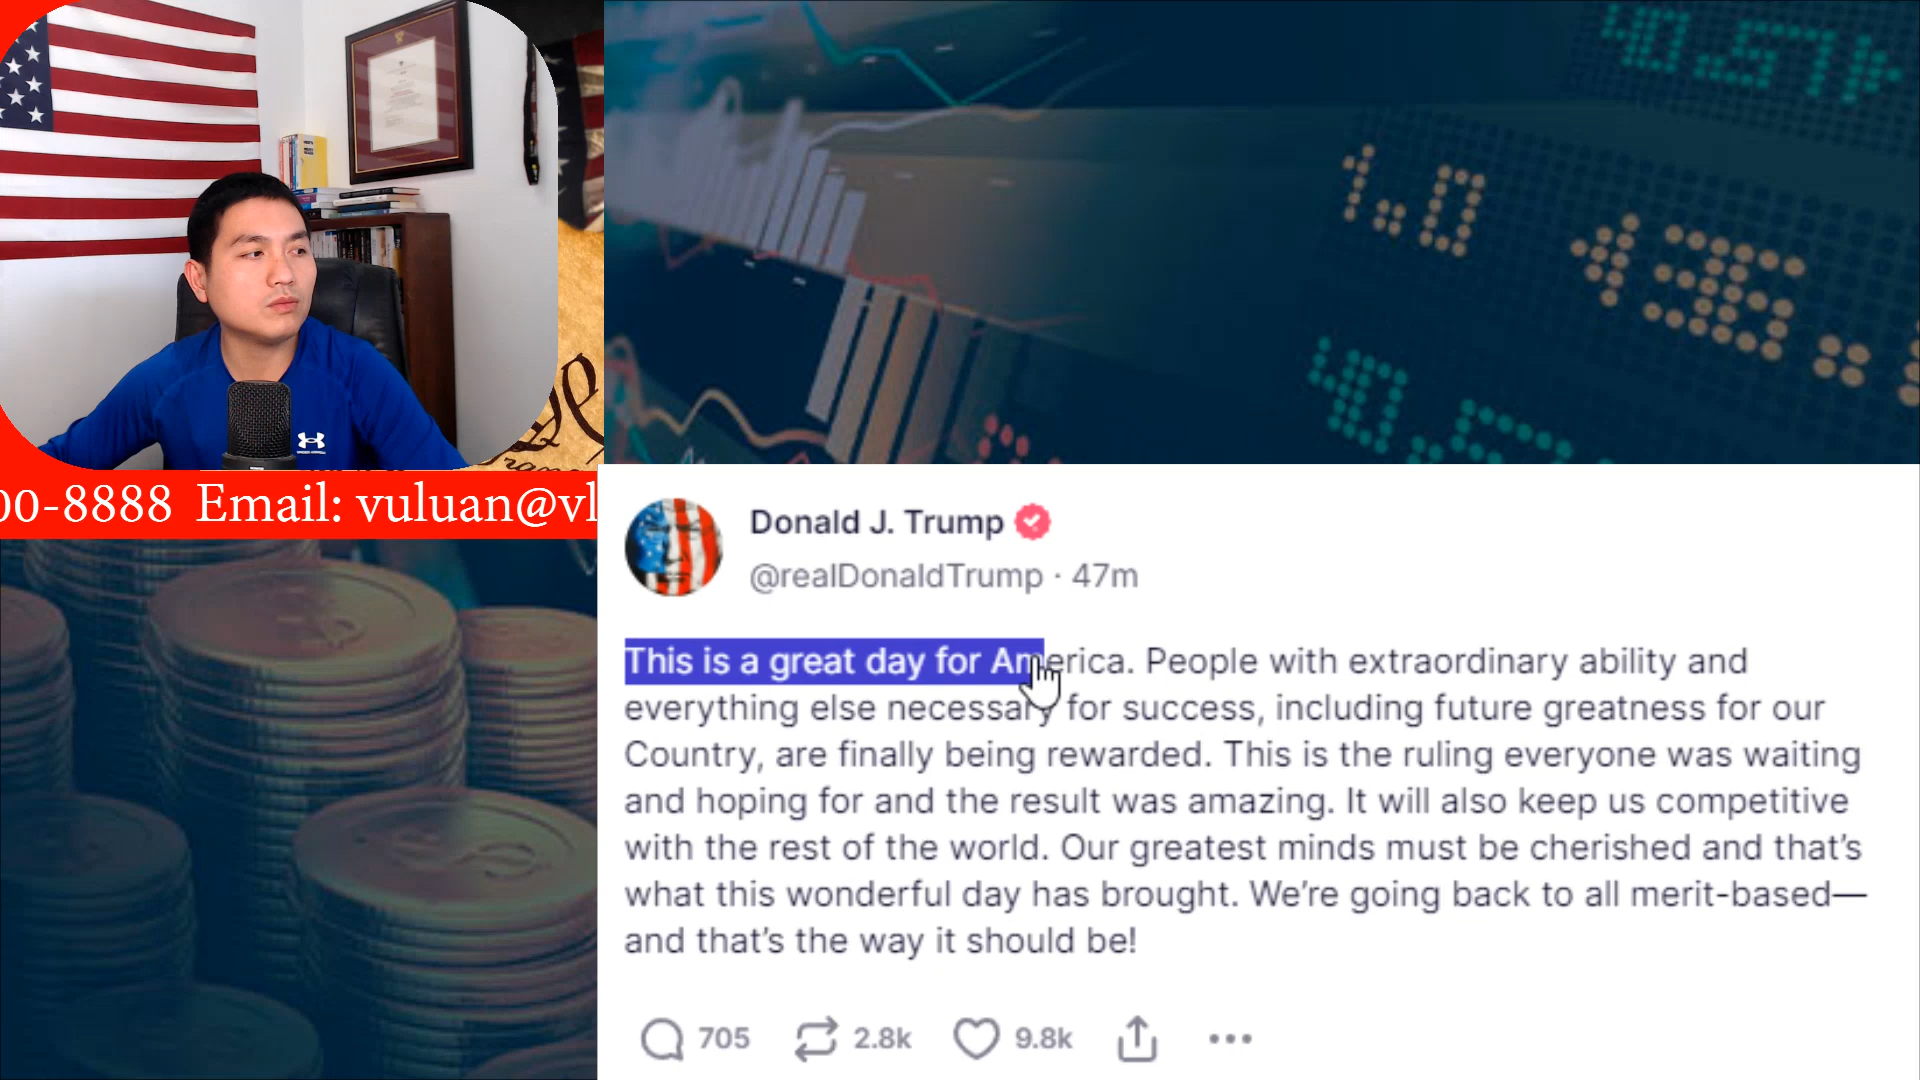 40.57
1.0
00-8888 Email: vuluan@vl
Donald J. Trump
@realDonaldTrump · 47m
This is a great day for America. People with extraordinary ability and
everything else necessary for success, including future greatness for our
Country, are finally being rewarded. This is the ruling everyone was waiting
and hoping for and the result was amazing. It will also keep us competitive
with the rest of the world. Our greatest minds must be cherished and that's
what this wonderful day has brought. We're going back to all merit-based—
and that's the way it should be!
705 2.8k 9.8k